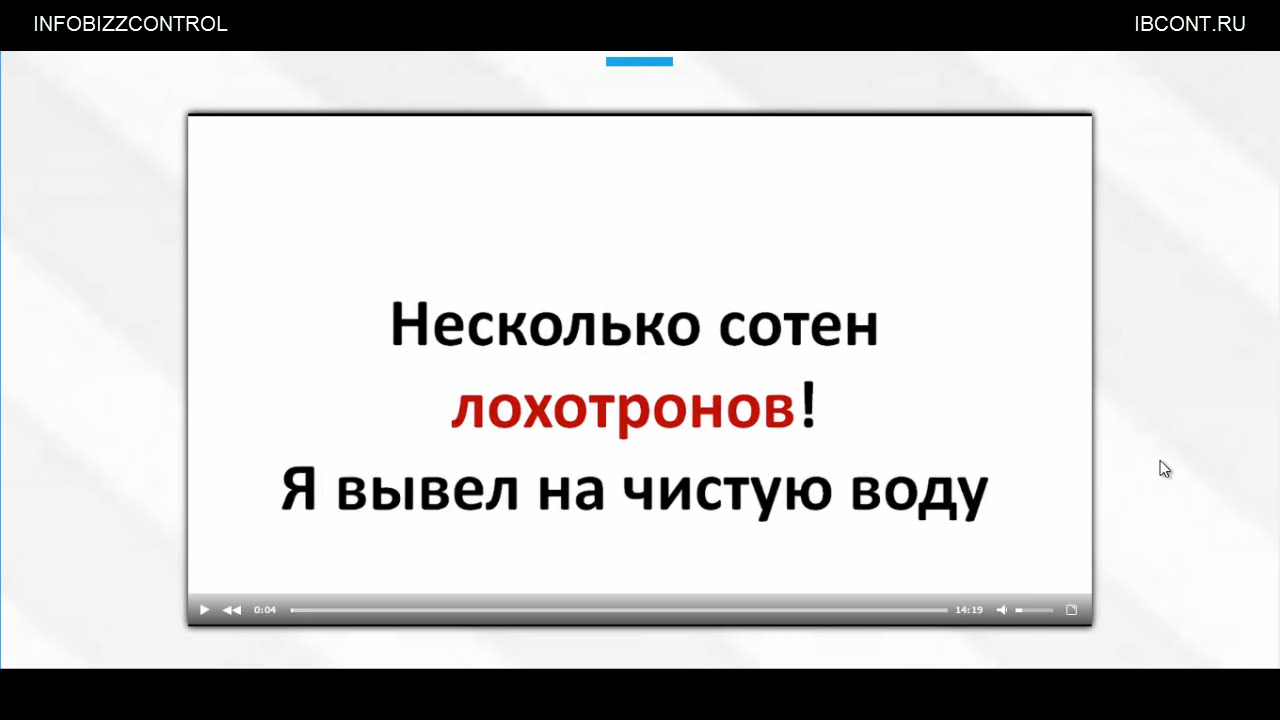 INFOBIZZCONTROL
IBCONT.RU
Несколько сотен
лохотронов!
Я вывел на чистую воду
0:04
14:19